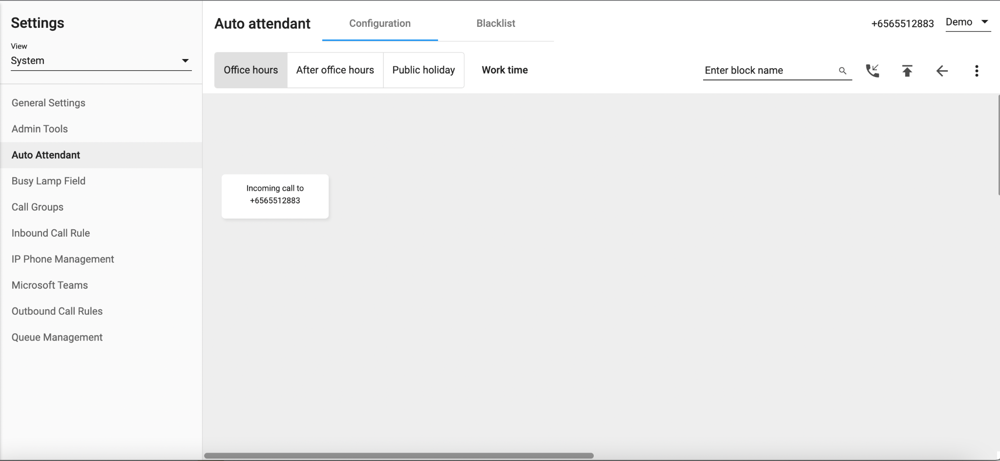 Settings
View
System
General Settings
Admin Tools
Auto Attendant
Busy Lamp Field
Call Groups
Inbound Call Rule
IP Phone Management
Microsoft Teams
Outbound Call Rules
Queue Management
Auto attendant
Configuration
Blacklist
+6565512883
Demo
Office hours
After office hours
Public holiday
Work time
Enter block name
Incoming call to
+6565512883